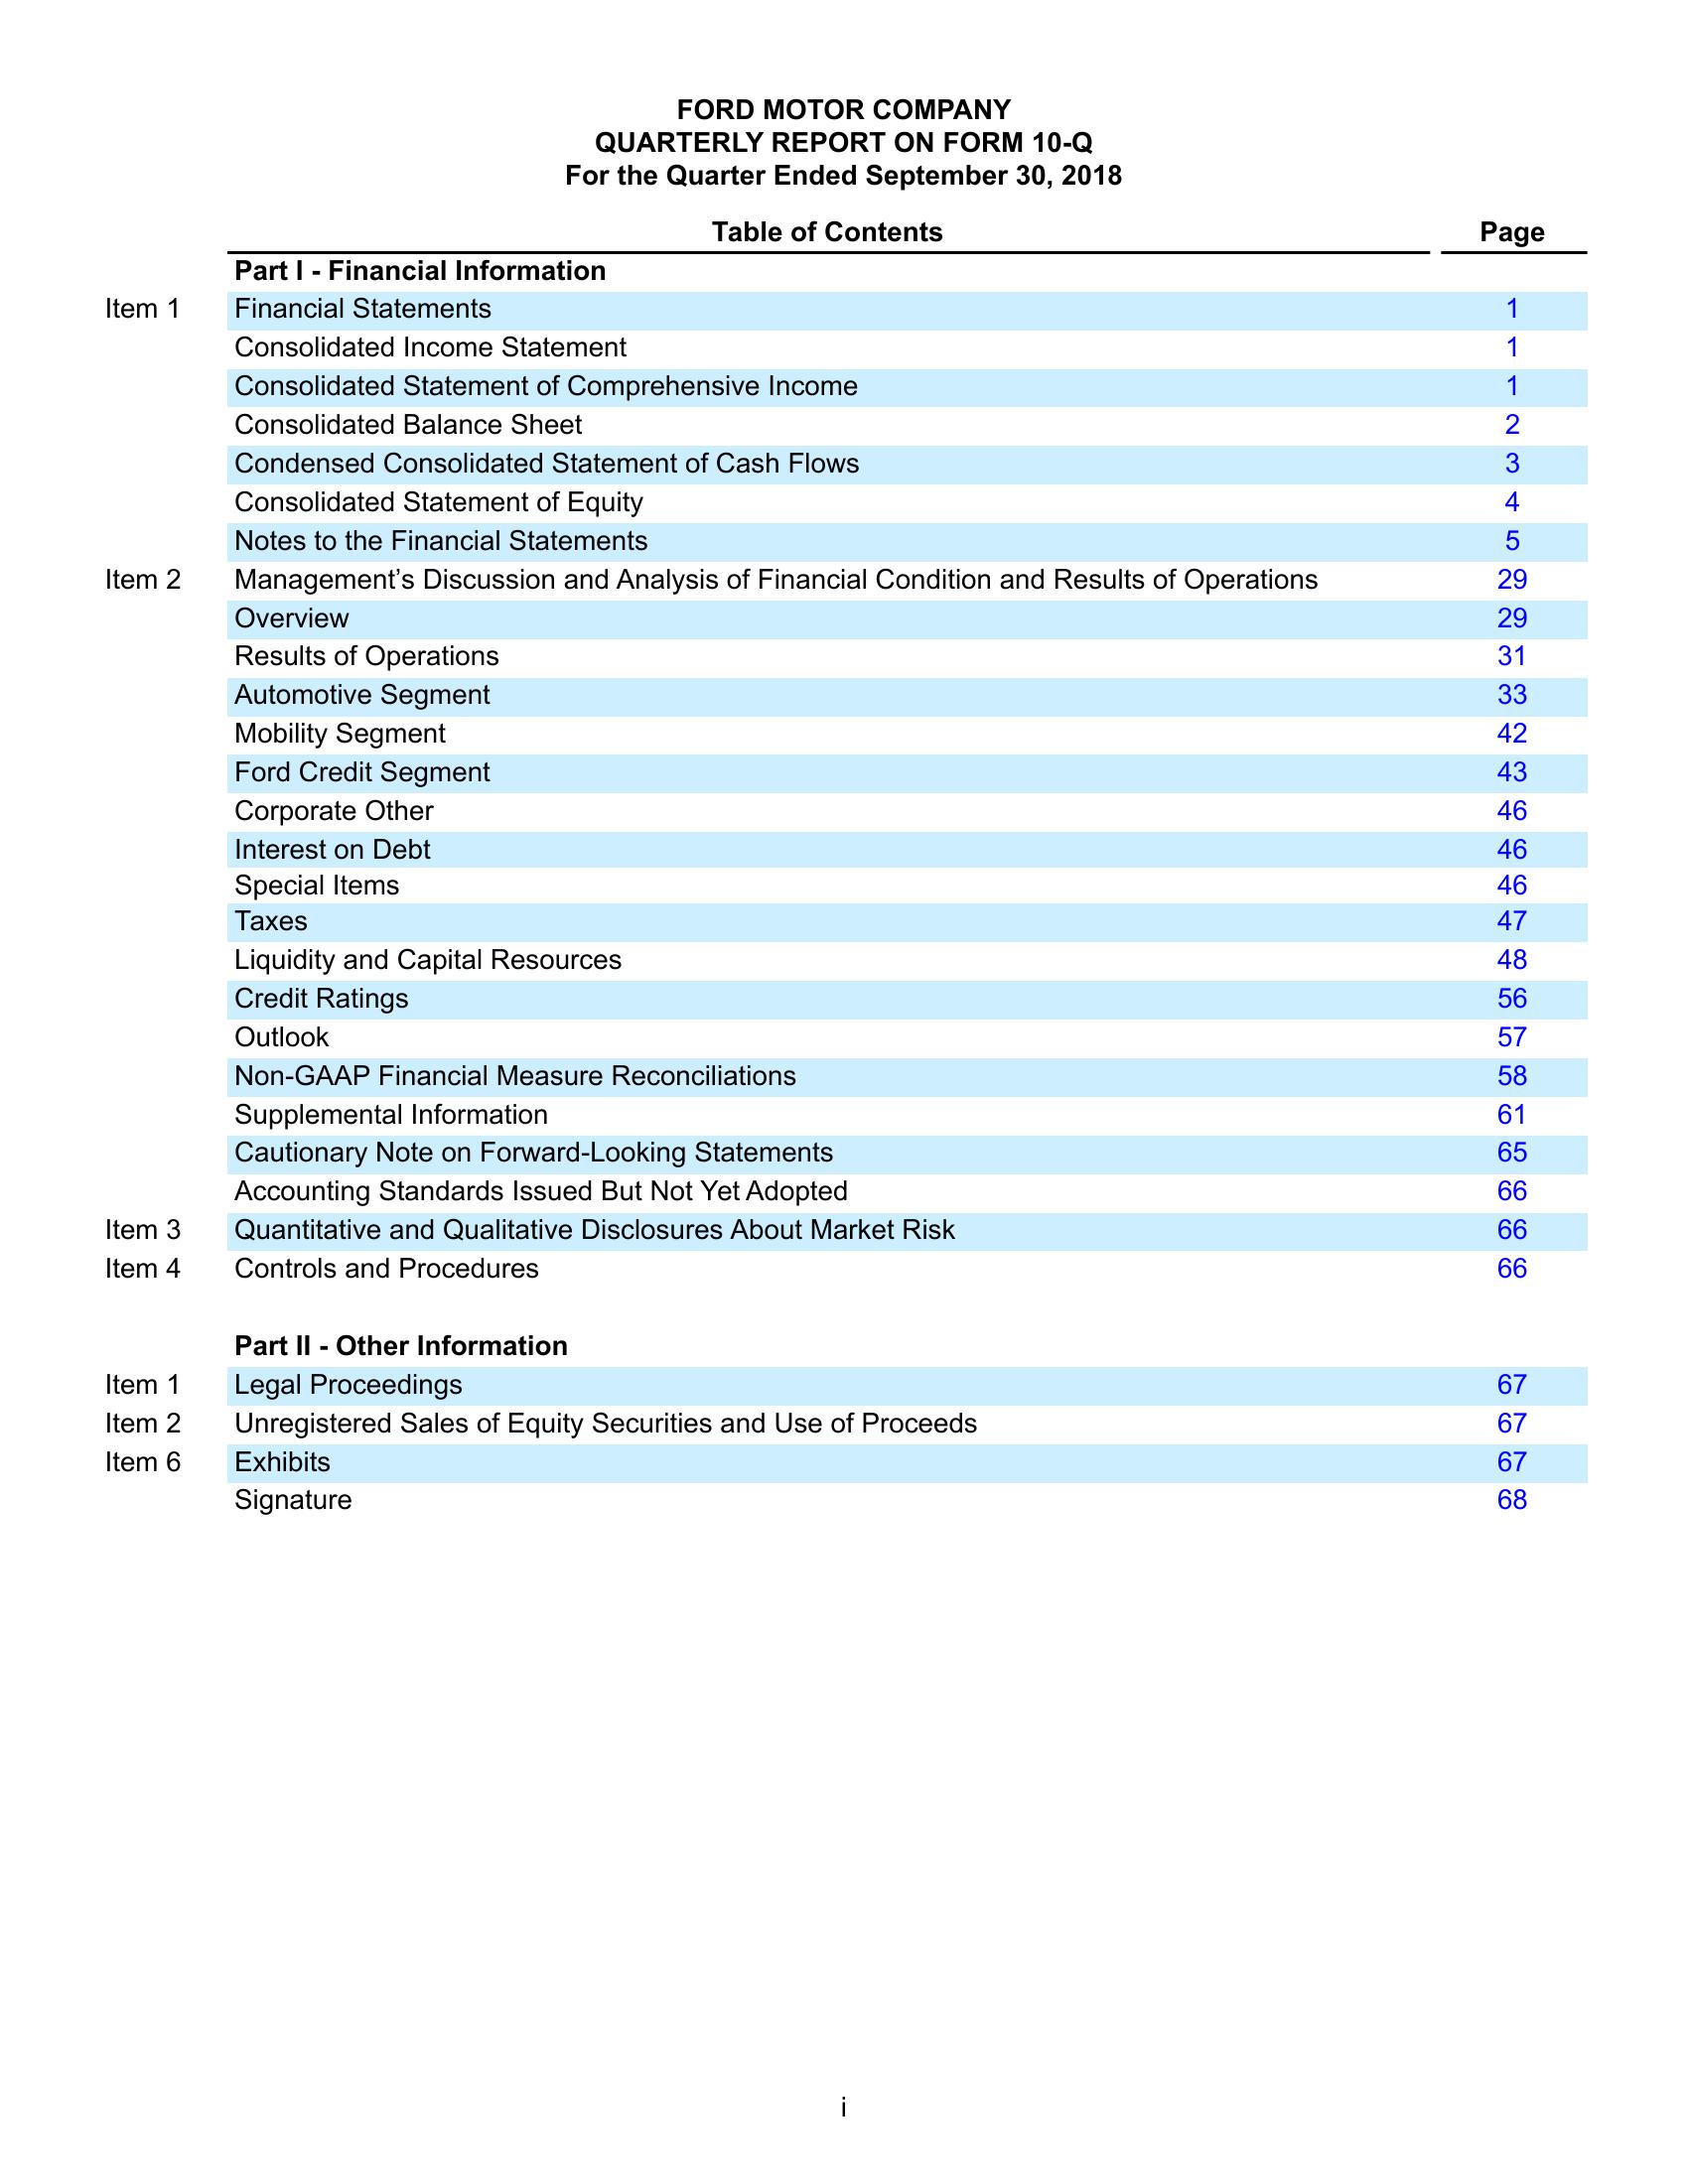 FORD MOTOR COMPANY
QUARTERLY REPORT ON FORM 10-Q
For the Quarter Ended September 30, 2018
Table of Contents Page
Part I - Financial Information
Item 1 Financial Statements 1
Consolidated Income Statement 1
Consolidated Statement of Comprehensive Income 1
Consolidated Balance Sheet 2
Condensed Consolidated Statement of Cash Flows 3
Consolidated Statement of Equity 4
Notes to the Financial Statements 5
Item 2 Management’s Discussion and Analysis of Financial Condition and Results of Operations 29
Overview 29
Results of Operations 31
Automotive Segment 33
Mobility Segment 42
Ford Credit Segment 43
Corporate Other 46
Interest on Debt 46
Special Items 46
Taxes 47
Liquidity and Capital Resources 48
Credit Ratings 56
Outlook 57
Non-GAAP Financial Measure Reconciliations 58
Supplemental Information 61
Cautionary Note on Forward-Looking Statements 65
Accounting Standards Issued But Not Yet Adopted 66
Item 3 Quantitative and Qualitative Disclosures About Market Risk 66
Item 4 Controls and Procedures 66
Part II - Other Information
Item 1 Legal Proceedings 67
Item 2 Unregistered Sales of Equity Securities and Use of Proceeds 67
Item 6 Exhibits 67
Signature 68
i